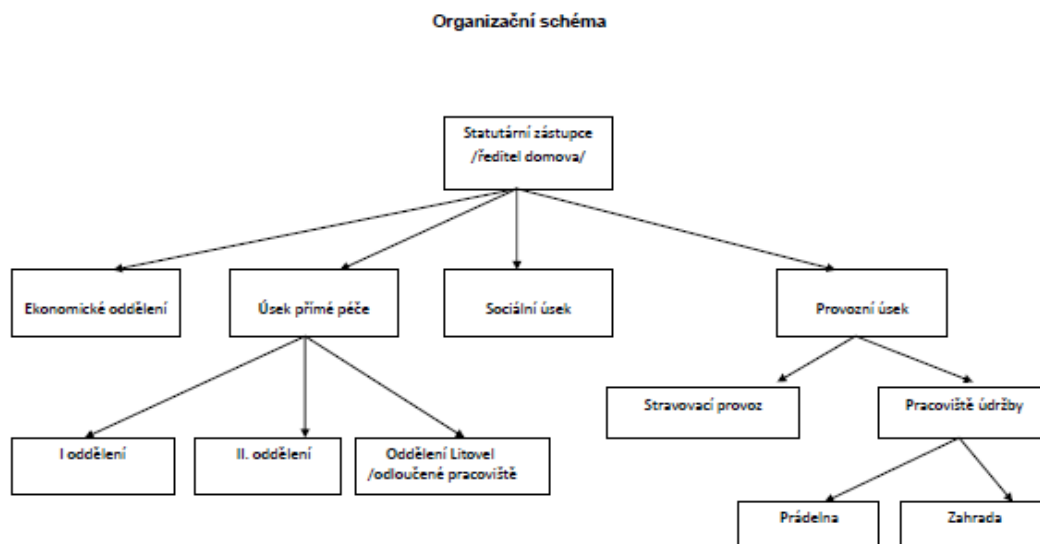 Organizační schéma
Statutární zástupce
/ředitel domova/
Ekonomické oddělení
Úsek přímé péče
Sociální úsek
Provozní úsek
Stravovací provoz
Pracoviště údržby
I oddělení
II. oddělení
Oddělení Litovel
/odloučené pracoviště
Prádelna
Zahrada